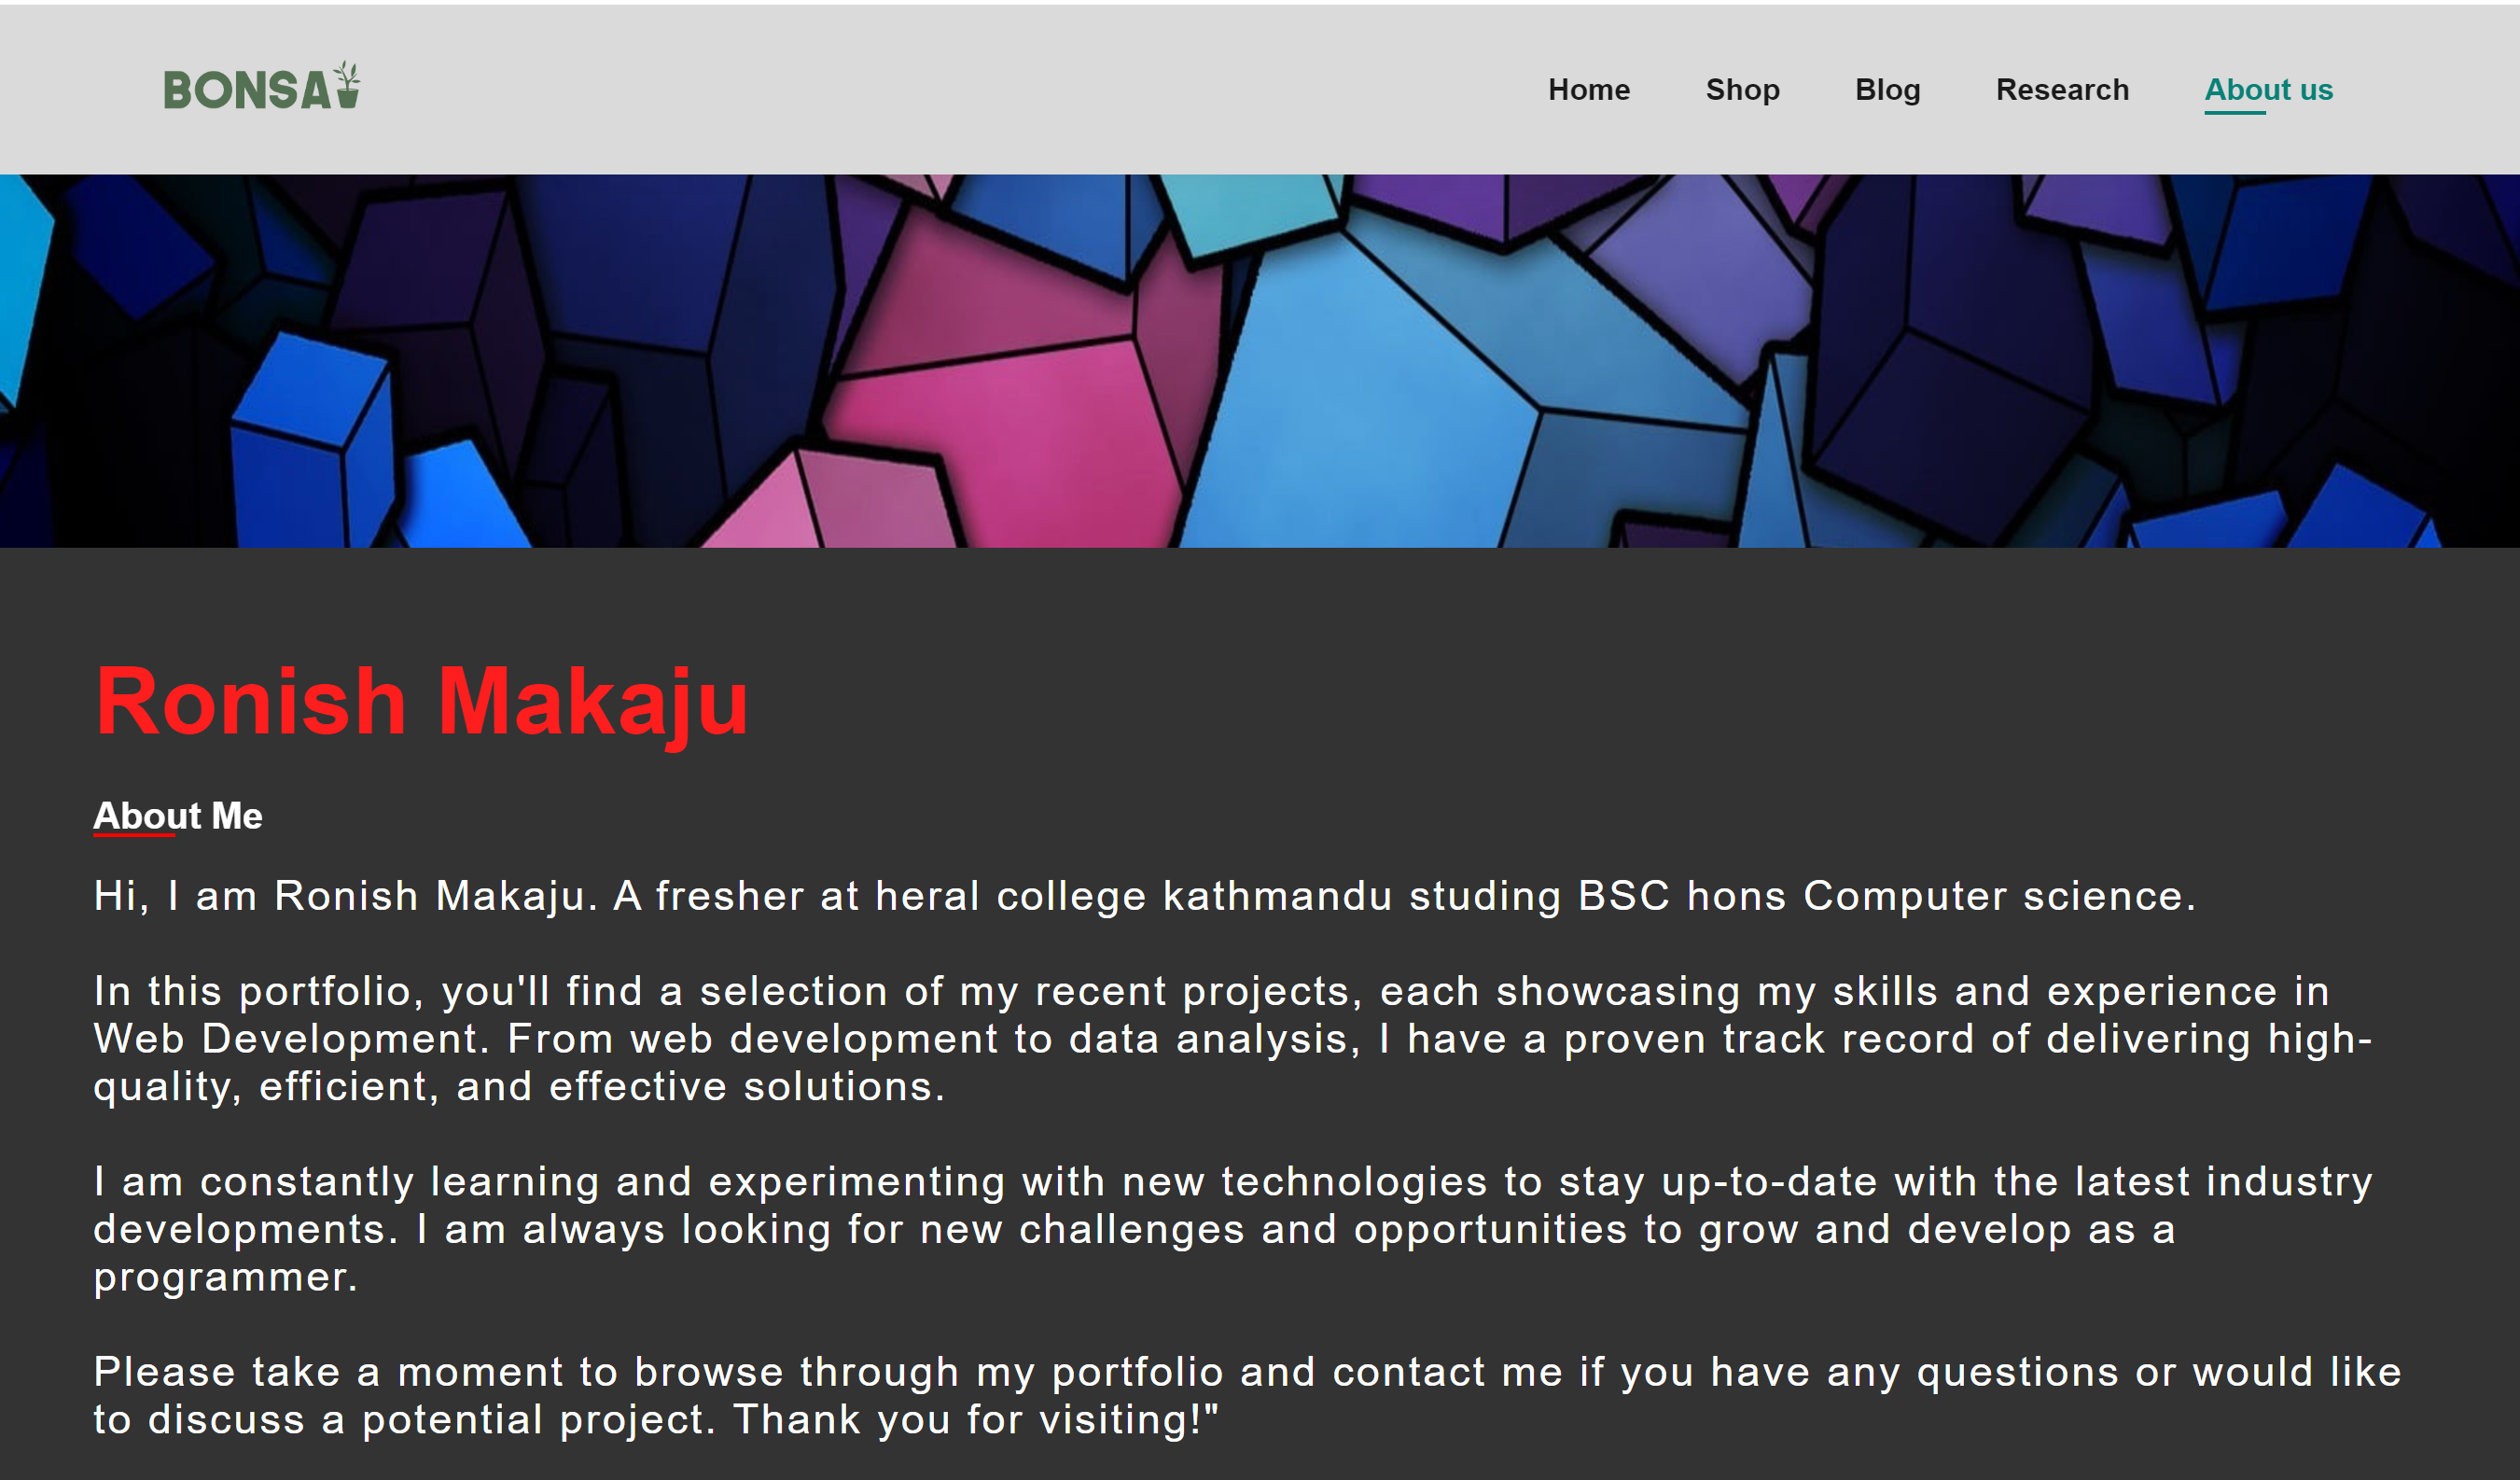 BONSAI
Home Shop Blog Research About us
Ronish Makaju
About Me
Hi, I am Ronish Makaju. A fresher at heral college kathmandu studing BSC hons Computer science.
In this portfolio, you'll find a selection of my recent projects, each showcasing my skills and experience in
Web Development. From web development to data analysis, I have a proven track record of delivering high-
quality, efficient, and effective solutions.
I am constantly learning and experimenting with new technologies to stay up-to-date with the latest industry
developments. I am always looking for new challenges and opportunities to grow and develop as a
programmer.
Please take a moment to browse through my portfolio and contact me if you have any questions or would like
to discuss a potential project. Thank you for visiting!"